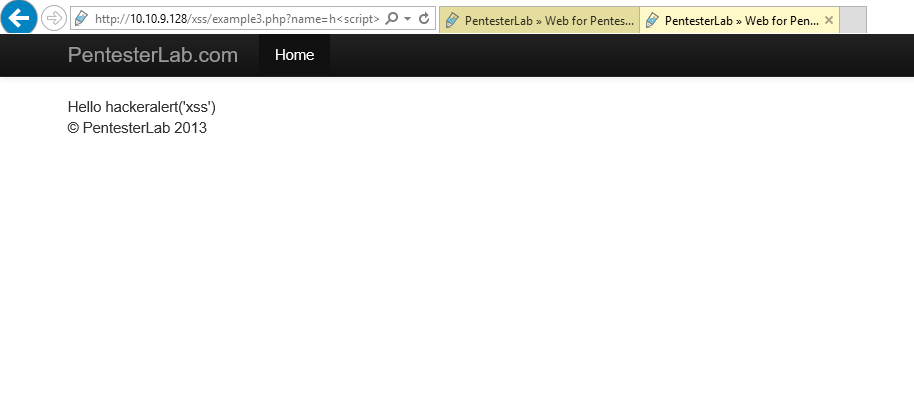 http://10.10.9.128/xss/example3.php?name=h<script>
PentesterLab » Web for Pentes...
PentesterLab » Web for Pen...
PentesterLab.com
Home
Hello hackeralert('xss')
© PentesterLab 2013